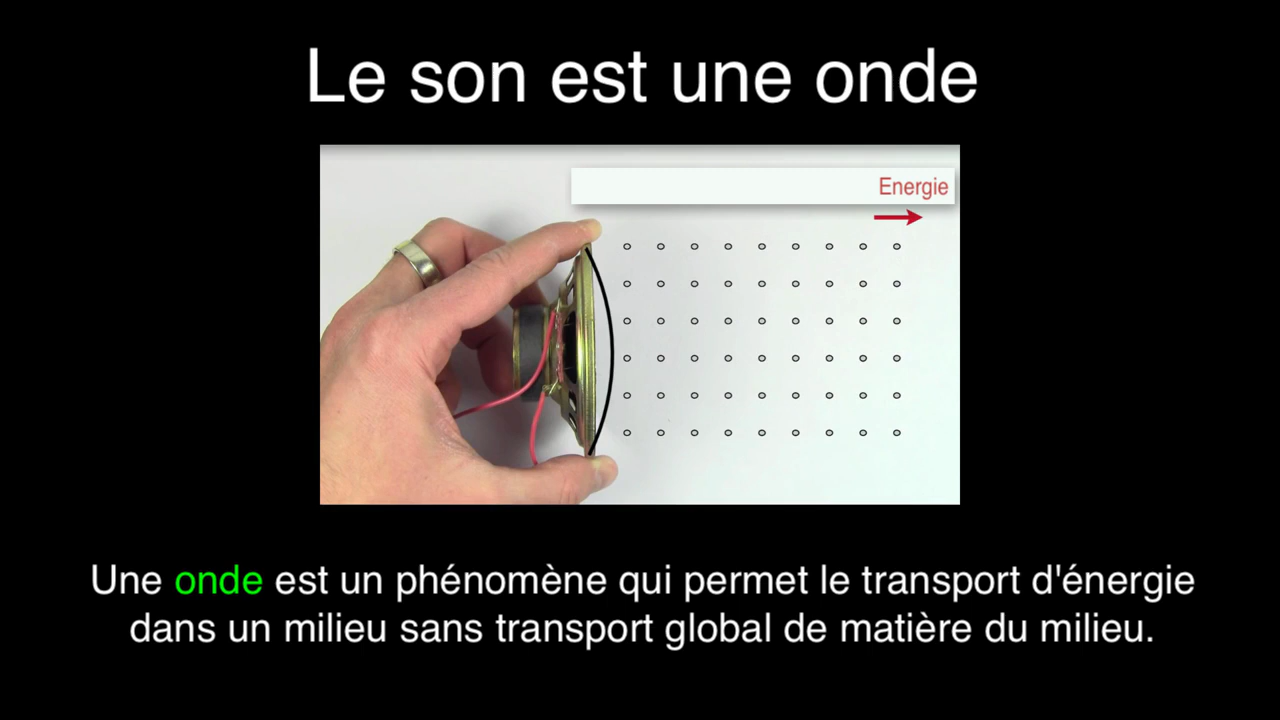 Le son est une onde
Energie
Une onde est un phénomène qui permet le transport d'énergie
dans un milieu sans transport global de matière du milieu.